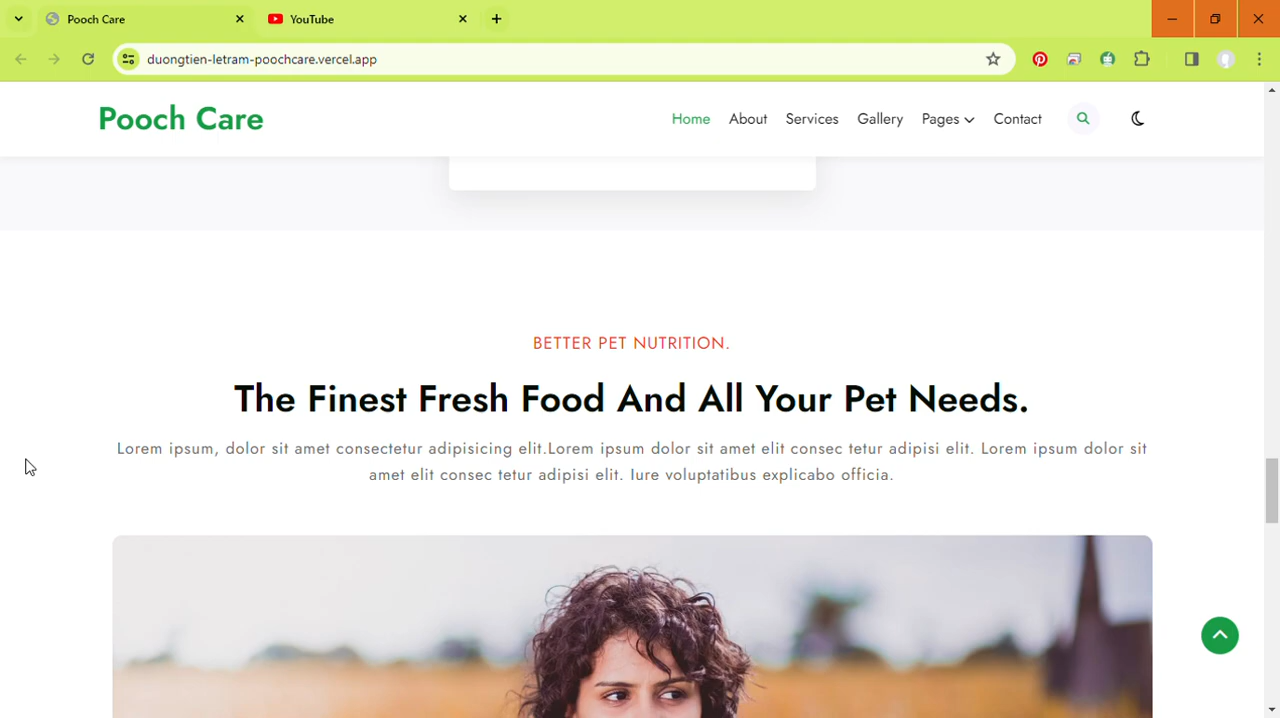 Pooch Care
YouTube
duongtien-letram-poochcare.vercel.app
Pooch Care
Home About Services Gallery Pages Contact
BETTER PET NUTRITION.
The Finest Fresh Food And All Your Pet Needs.
Lorem ipsum, dolor sit amet consectetur adipisicing elit.Lorem ipsum dolor sit amet elit consec tetur adipisi elit. Lorem ipsum dolor sit
amet elit consec tetur adipisi elit. Iure voluptatibus explicabo officia.